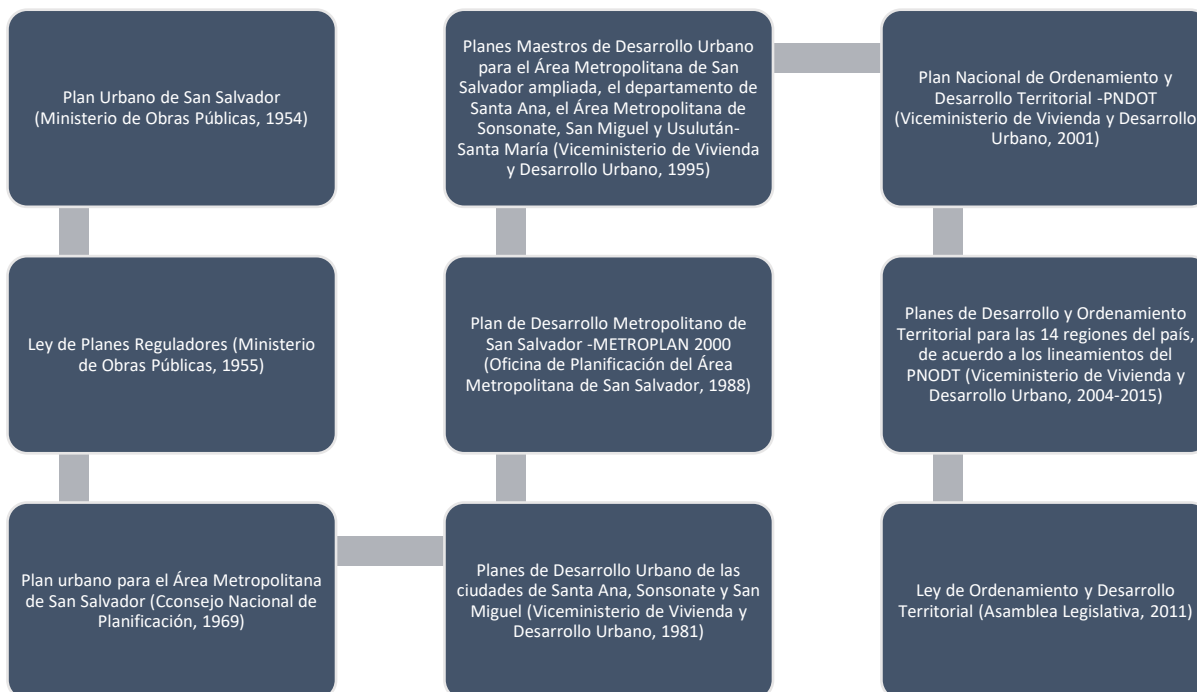 Plan Urbano de San Salvador
(Ministerio de Obras Públicas, 1954)
Ley de Planes Reguladores (Ministerio
de Obras Públicas, 1955)
Plan urbano para el Área Metropolitana
de San Salvador (Cconsejo Nacional de
Planificación, 1969)
Planes de Desarrollo Urbano de las
ciudades de Santa Ana, Sonsonate y San
Miguel (Viceministerio de Vivienda y
Desarrollo Urbano, 1981)
Plan de Desarrollo Metropolitano de
San Salvador -METROPLAN 2000
(Oficina de Planificación del Área
Metropolitana de San Salvador, 1988)
Planes Maestros de Desarrollo Urbano
para el Área Metropolitana de San
Salvador ampliada, el departamento de
Santa Ana, el Área Metropolitana de
Sonsonate, San Miguel y Usulután-
Santa María (Viceministerio de Vivienda
y Desarrollo Urbano, 1995)
Plan Nacional de Ordenamiento y
Desarrollo Territorial -PNDOT
(Viceministerio de Vivienda y Desarrollo
Urbano, 2001)
Planes de Desarrollo y Ordenamiento
Territorial para las 14 regiones del país,
de acuerdo a los lineamientos del
PNODT (Viceministerio de Vivienda y
Desarrollo Urbano, 2004-2015)
Ley de Ordenamiento y Desarrollo
Territorial (Asamblea Legislativa, 2011)